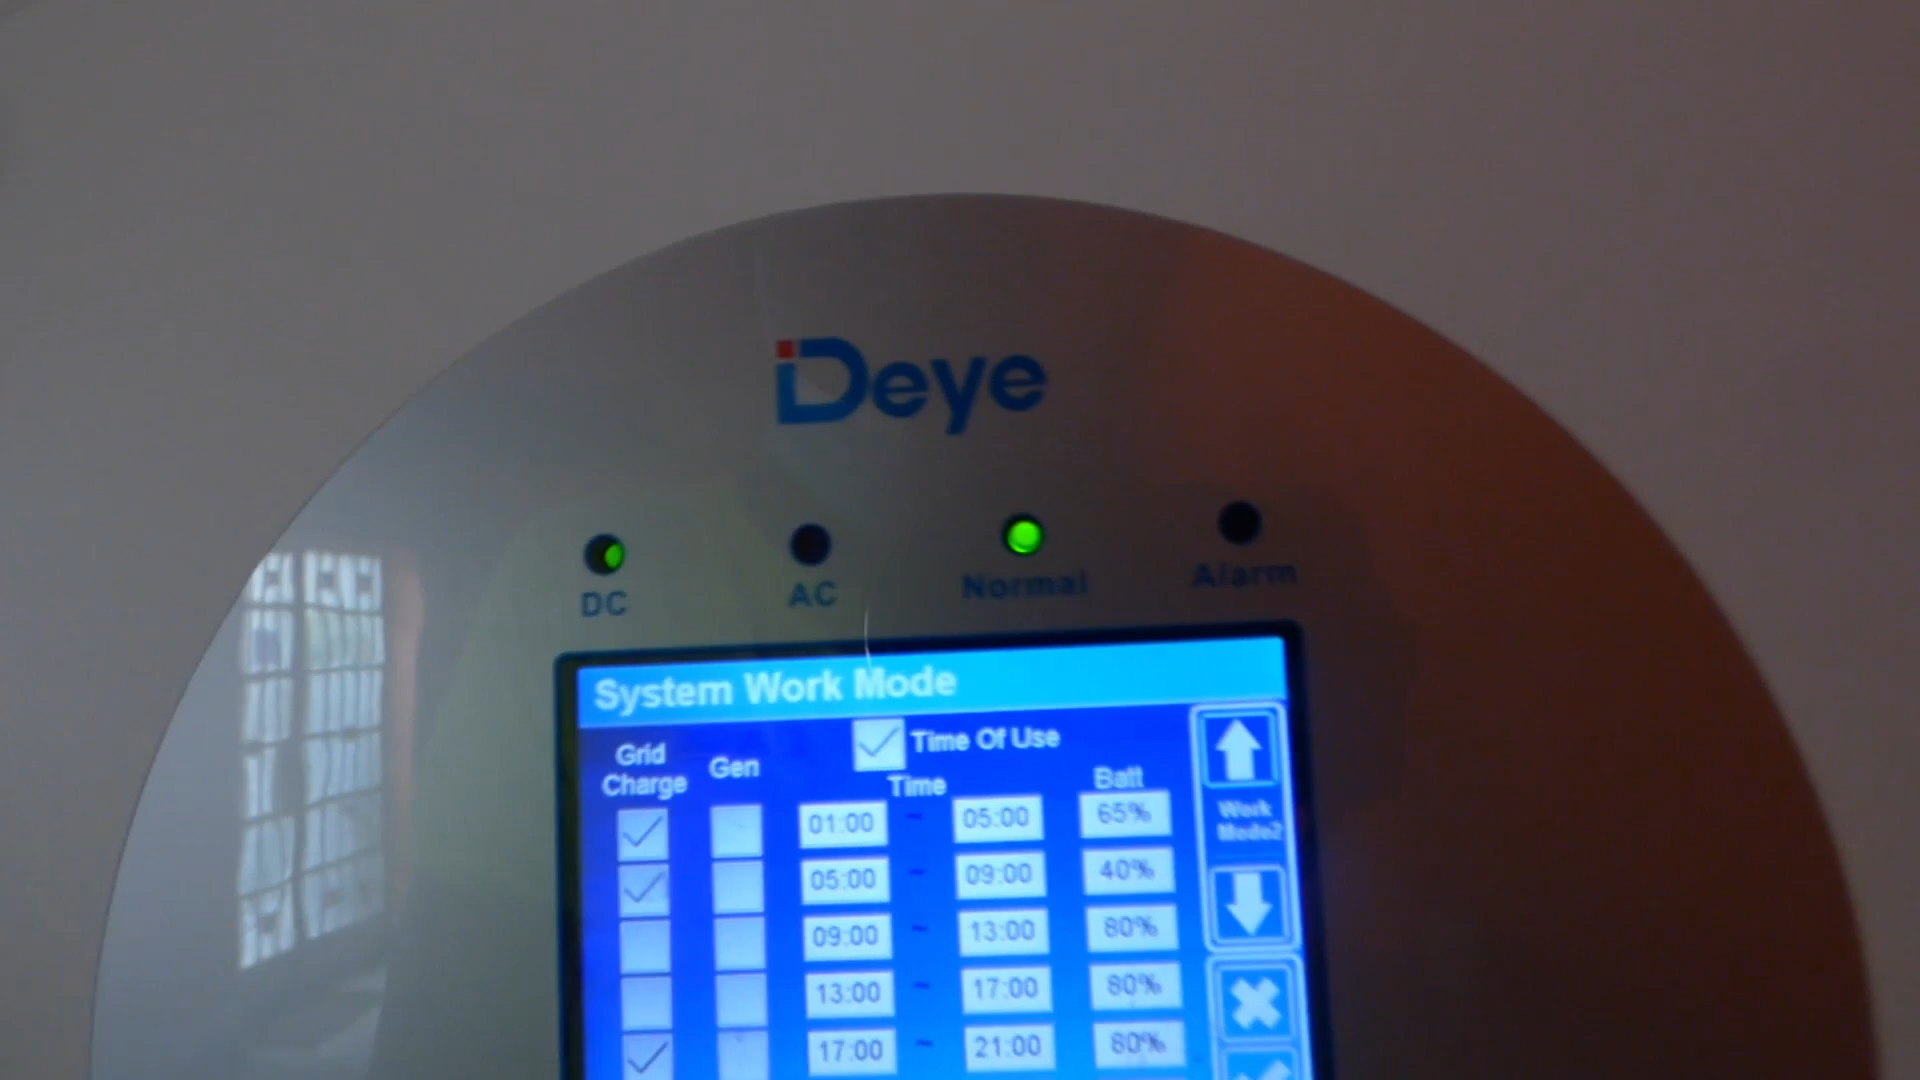 Deye
DC AC Normal Alarm
System Work Mode
Time Of Use
Grid
Charge Gen Time Batt
01:00 ~ 05:00 65%
05:00 ~ 09:00 40%
09:00 ~ 13:00 80%
13:00 ~ 17:00 80%
17:00 ~ 21:00 80%
Work
Mode2